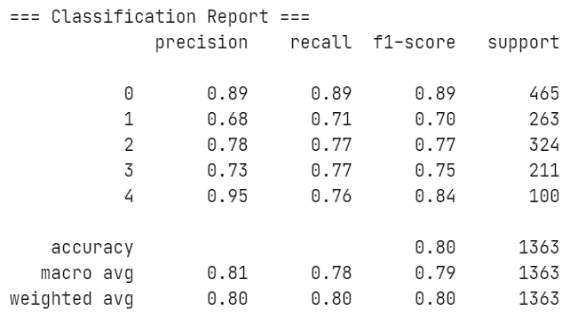 === Classification Report ===
precision recall f1-score support
0 0.89 0.89 0.89 465
1 0.68 0.71 0.70 263
2 0.78 0.77 0.77 324
3 0.73 0.77 0.75 211
4 0.95 0.76 0.84 100
accuracy 0.80 1363
macro avg 0.81 0.78 0.79 1363
weighted avg 0.80 0.80 0.80 1363